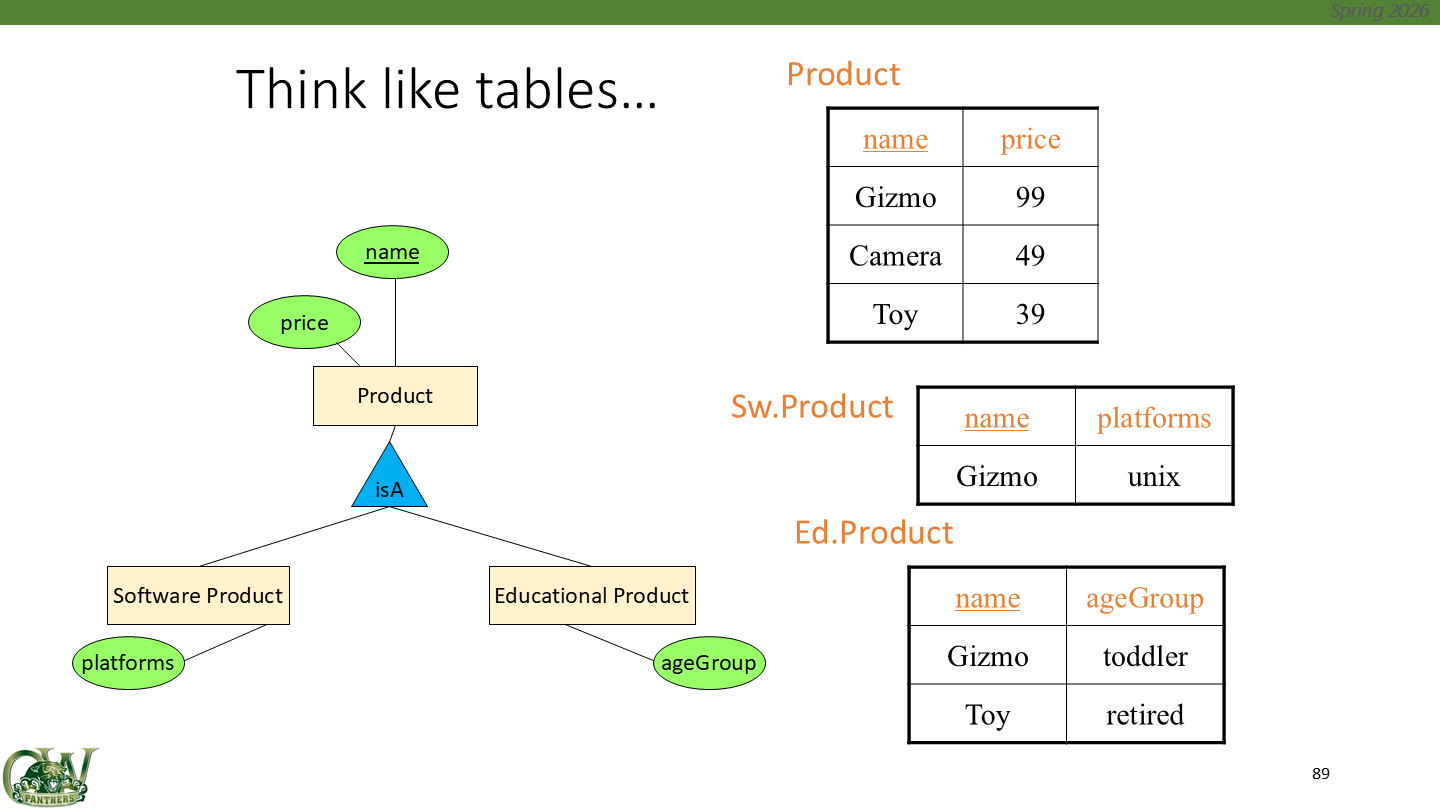 Spring 2026
Think like tables…
name
price
Product
isA
Software Product
Educational Product
platforms
ageGroup
Product
name price
Gizmo 99
Camera 49
Toy 39
Sw.Product
name platforms
Gizmo unix
Ed.Product
name ageGroup
Gizmo toddler
Toy retired
OW
PANTHERS
89